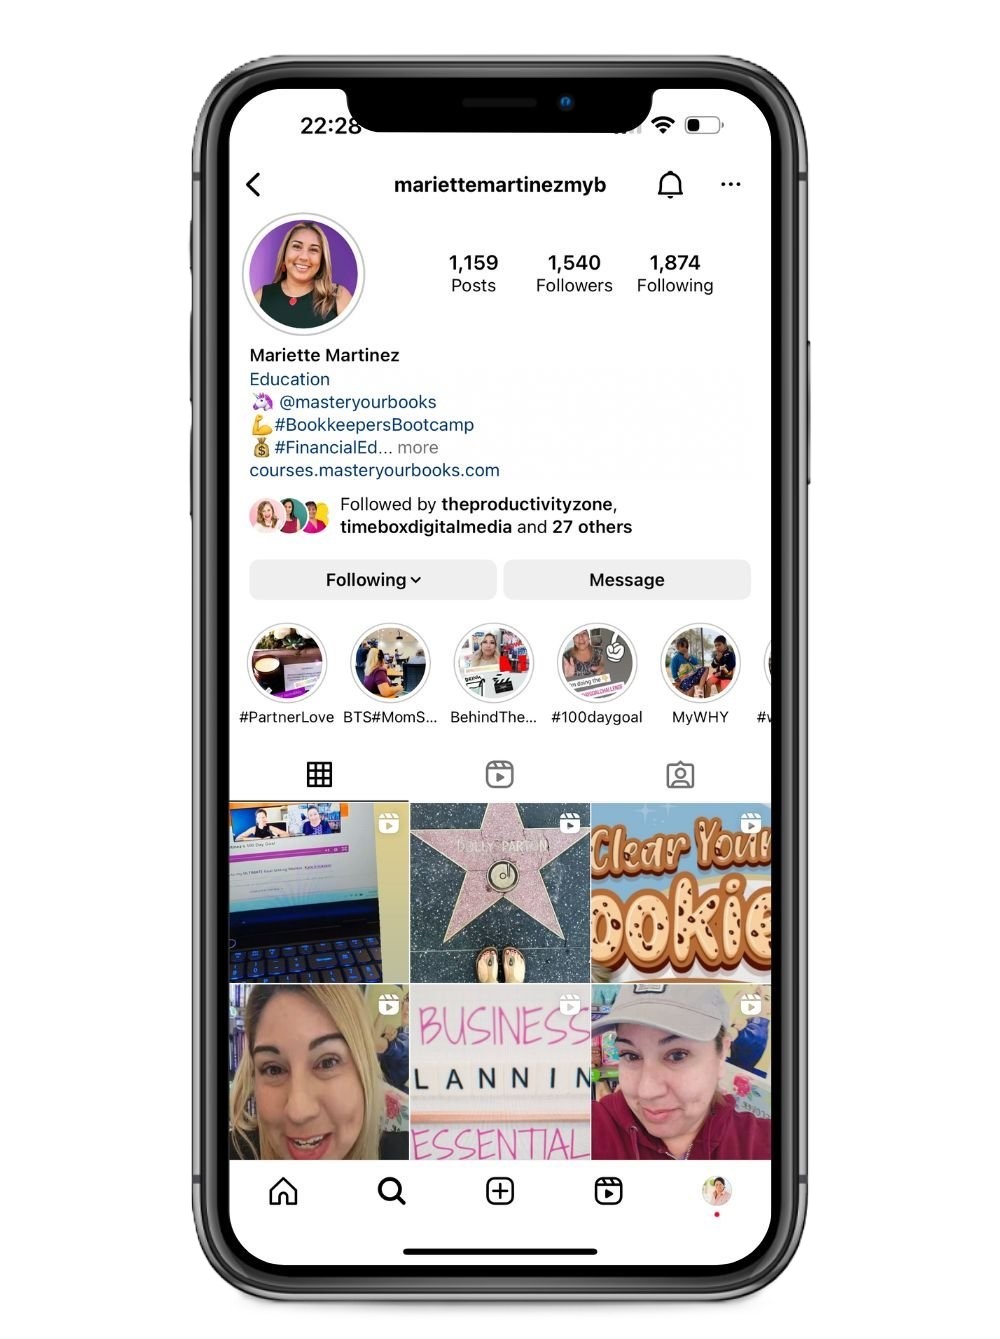 22:28
mariettemartinezmyb
1,159 1,540 1,874
Posts Followers Following
Mariette Martinez
Education
🦄 @masteryourbooks
💪#BookkeepersBootcamp
💰#FinancialEd... more
courses.masteryourbooks.com
Followed by theproductivityzone,
timeboxdigitalmedia and 27 others
Following Message
#PartnerLove BTS#MomS... BehindThe... #100daygoal MyWHY #
DOLLY PARTON
Clear Your
ookie
BUSINESS
LANNIN
ESSENTIAL